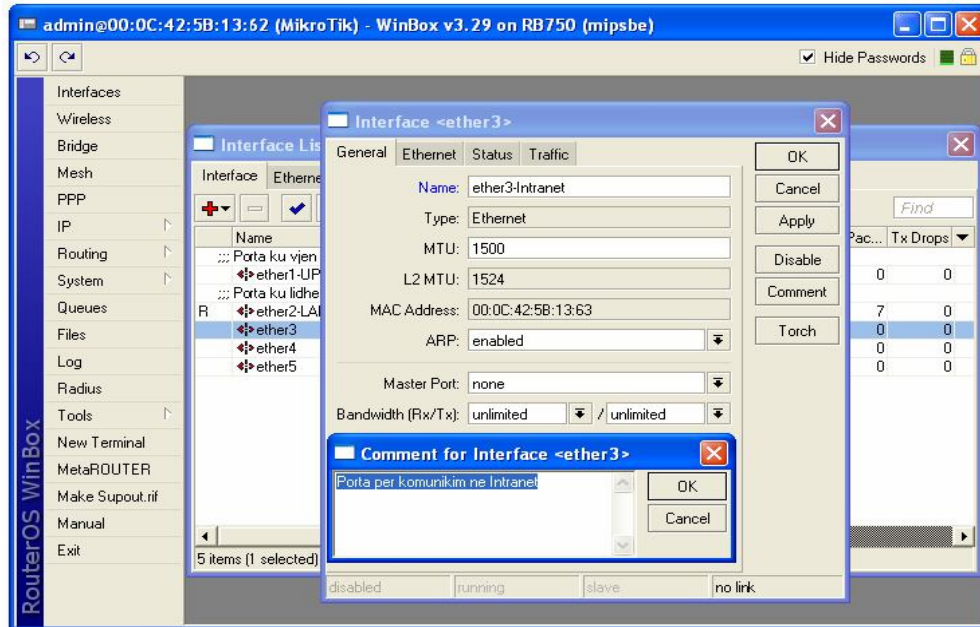 admin@00:0C:42:5B:13:62 (MikroTik) - WinBox v3.29 on RB750 (mipsbe)
Hide Passwords
RouterOS WinBox
Interfaces
Wireless
Bridge
Mesh
PPP
IP
Routing
System
Queues
Files
Log
Radius
Tools
New Terminal
MetaROUTER
Make Supout.rif
Manual
Exit
Interface Lis
Interface Etherne
Find
Name
Pac... Tx Drops
;;; Porta ku vjen
ether1-UP 0 0
;;; Porta ku lidhe
R ether2-LA 7 0
ether3 0 0
ether4 0 0
ether5 0 0
5 items (1 selected)
Interface <ether3>
General Ethernet Status Traffic
Name: ether3-Intranet
Type: Ethernet
MTU: 1500
L2 MTU: 1524
MAC Address: 00:0C:42:5B:13:63
ARP: enabled
Master Port: none
Bandwidth (Rx/Tx): unlimited / unlimited
OK
Cancel
Apply
Disable
Comment
Torch
Comment for Interface <ether3>
Porta per komunikim ne Intranet
OK
Cancel
disabled running slave no link